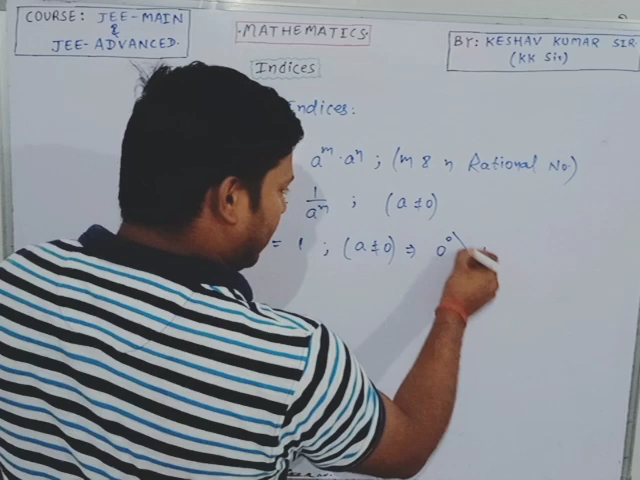 COURSE: JEE-MAIN
&
JEE-ADVANCED.
MATHEMATICS
BY: KESHAV KUMAR SIR.
(KK Sir)
Indices
Indices:
a^m · a^n ; (m & n Rational No.)
1/a^n ; (a ≠ 0)
= 1 ; (a ≠ 0) ⇒ 0^0